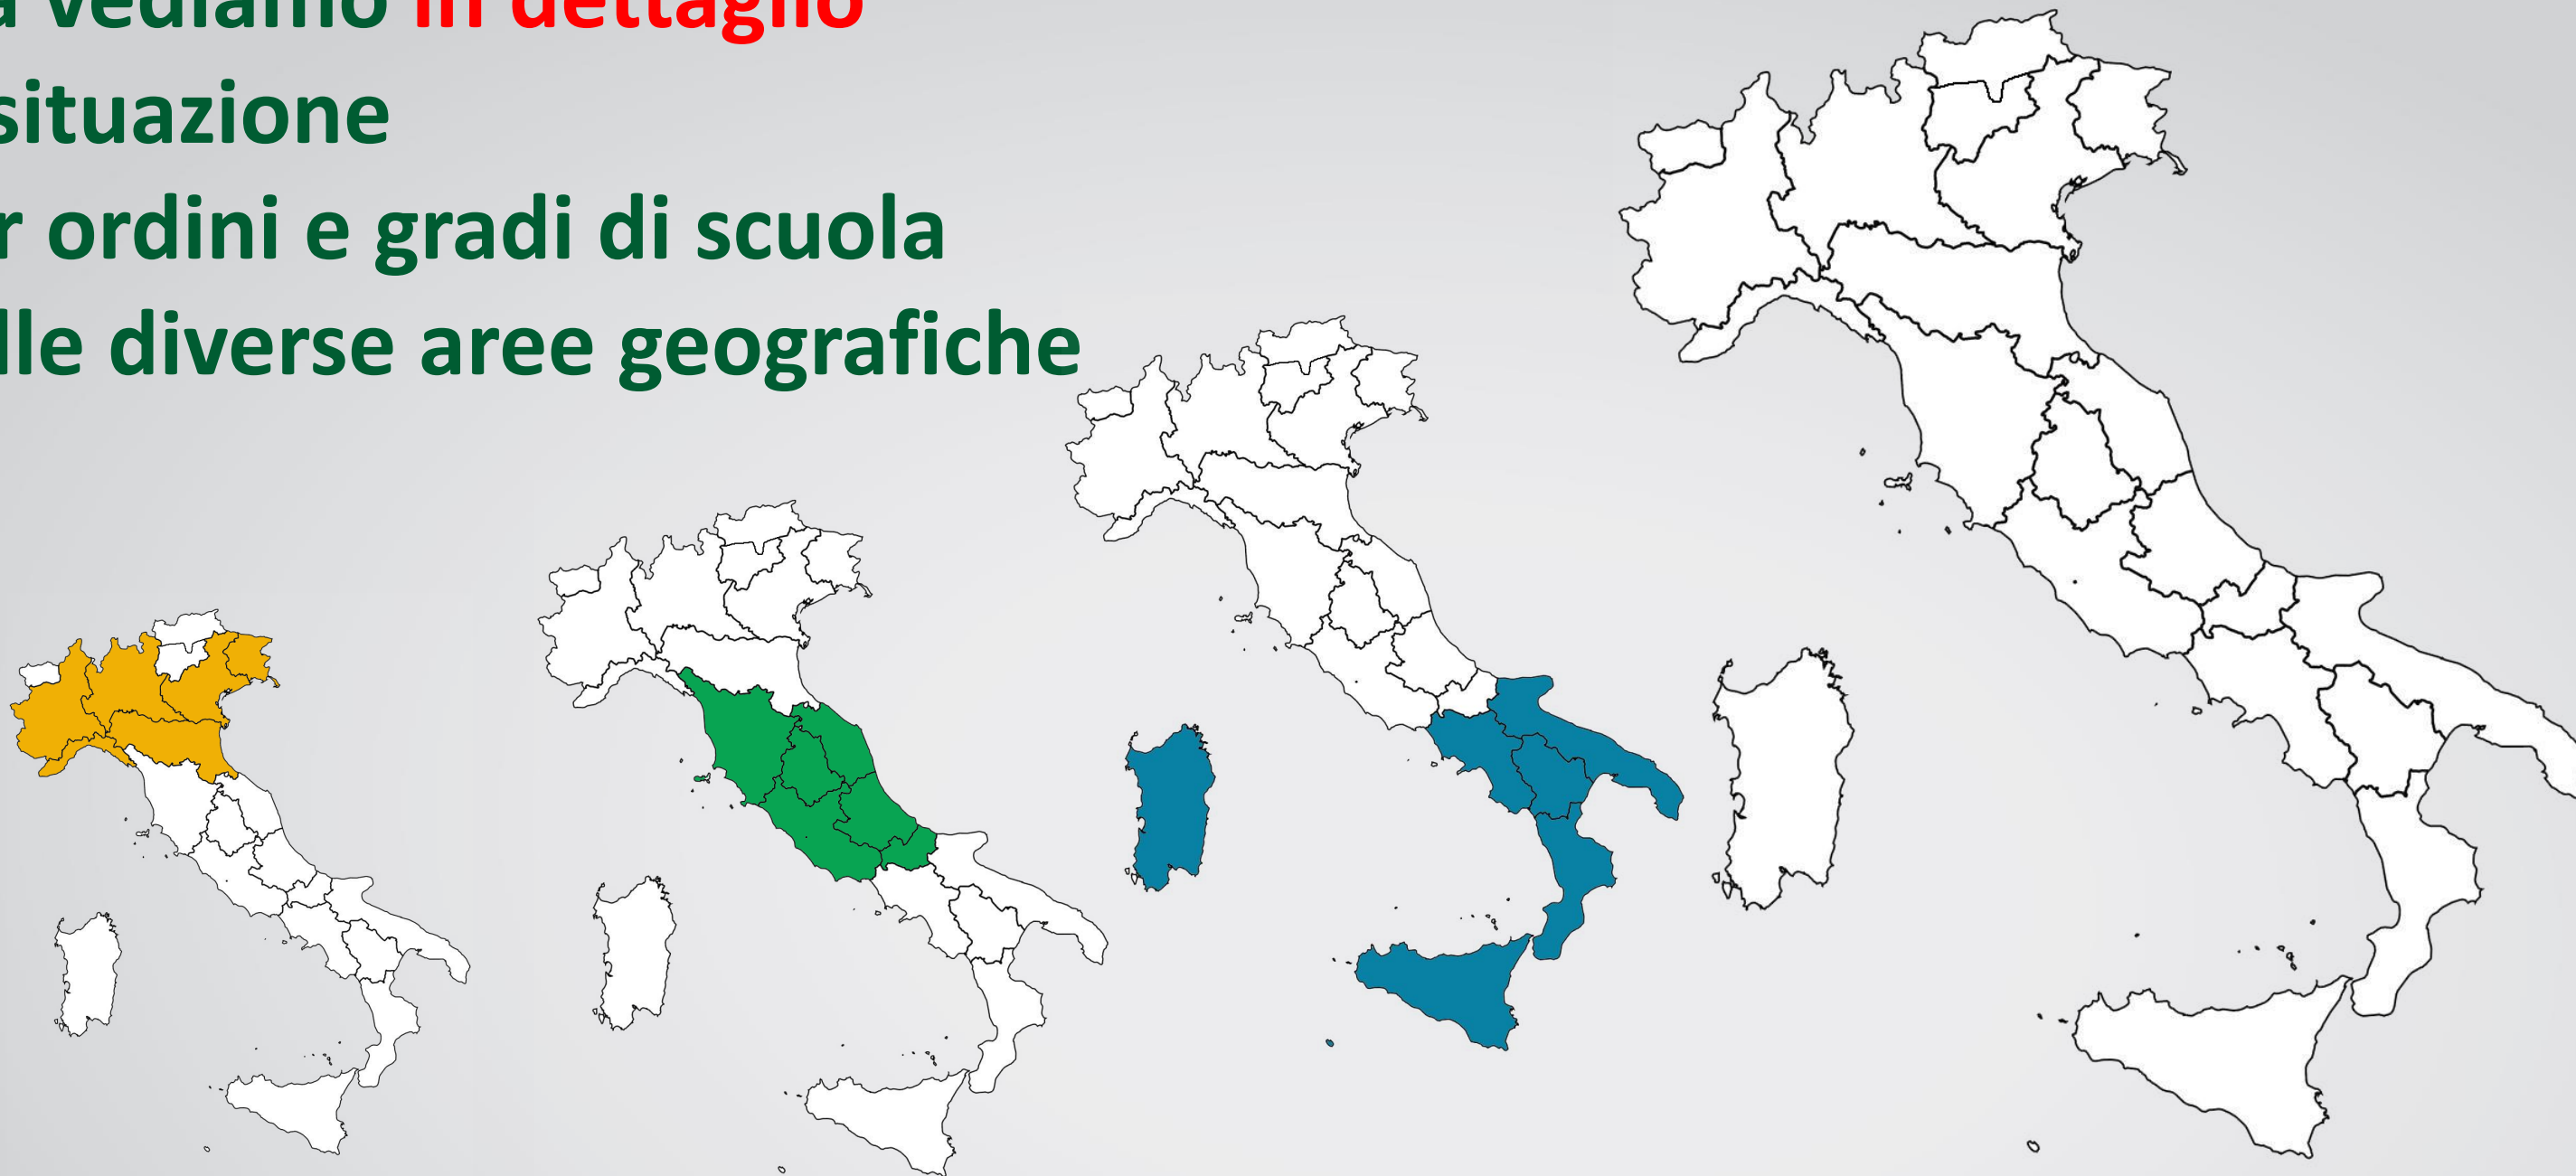 vediamo in dettaglio
situazione
r ordini e gradi di scuola
lle diverse aree geografiche